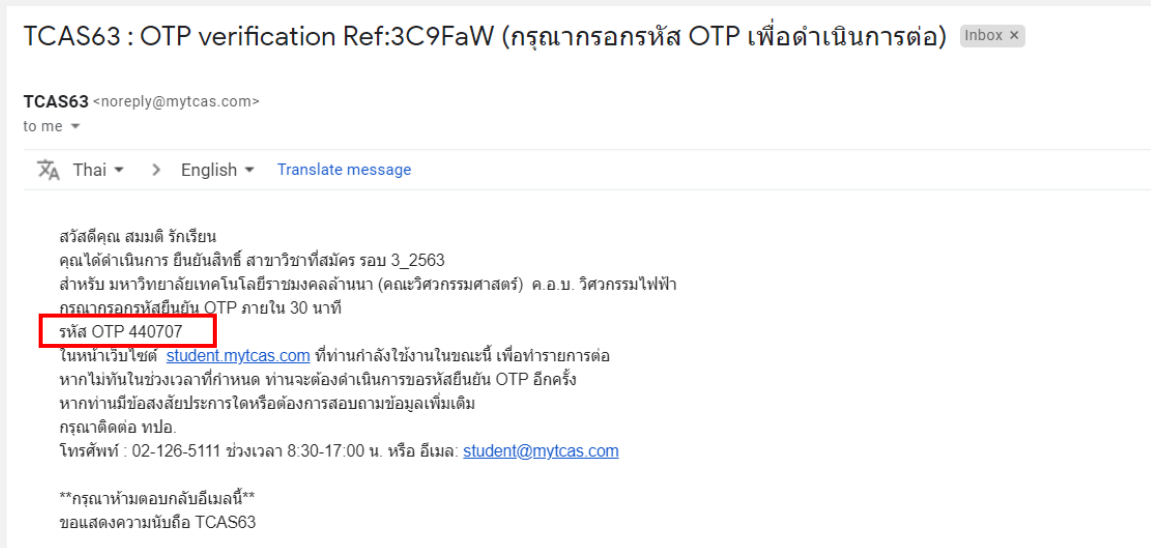 TCAS63 : OTP verification Ref:3C9FaW (กรุณากรอกรหัส OTP เพื่อดำเนินการต่อ) Inbox ×
TCAS63 <noreply@mytcas.com>
to me
Thai > English Translate message
สวัสดีคุณ สมมติ รักเรียน
คุณได้ดำเนินการ ยืนยันสิทธิ์ สาขาวิชาที่สมัคร รอบ 3_2563
สำหรับ มหาวิทยาลัยเทคโนโลยีราชมงคลล้านนา (คณะวิศวกรรมศาสตร์) ค.อ.บ. วิศวกรรมไฟฟ้า
กรุณากรอกรหัสยืนยัน OTP ภายใน 30 นาที
รหัส OTP 440707
ในหน้าเว็บไซต์ student.mytcas.com ที่ท่านกำลังใช้งานในขณะนี้ เพื่อทำรายการต่อ
หากไม่ทันในช่วงเวลาที่กำหนด ท่านจะต้องดำเนินการขอรหัสยืนยัน OTP อีกครั้ง
หากท่านมีข้อสงสัยประการใดหรือต้องการสอบถามข้อมูลเพิ่มเติม
กรุณาติดต่อ ทปอ.
โทรศัพท์ : 02-126-5111 ช่วงเวลา 8:30-17:00 น. หรือ อีเมล: student@mytcas.com
**กรุณาห้ามตอบกลับอีเมลนี้**
ขอแสดงความนับถือ TCAS63